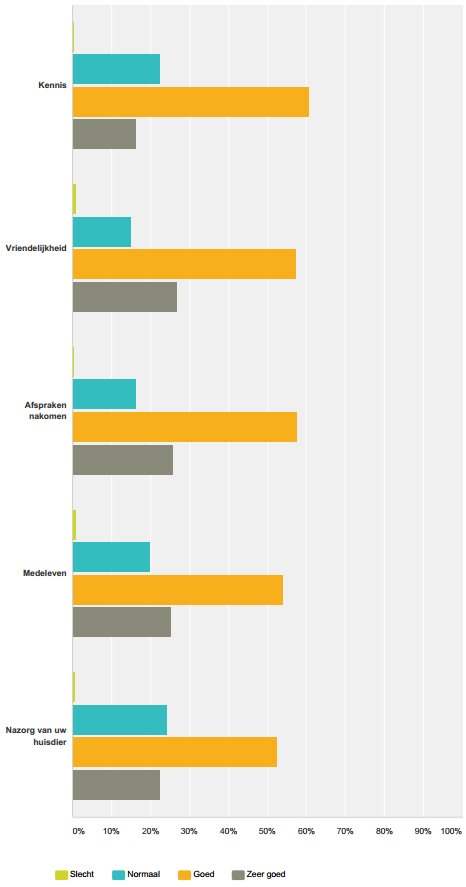 Kennis
Vriendelijkheid
Afspraken
nakomen
Medeleven
Nazorg van uw
huisdier
0% 10% 20% 30% 40% 50% 60% 70% 80% 90% 100%
Slecht Normaal Goed Zeer goed